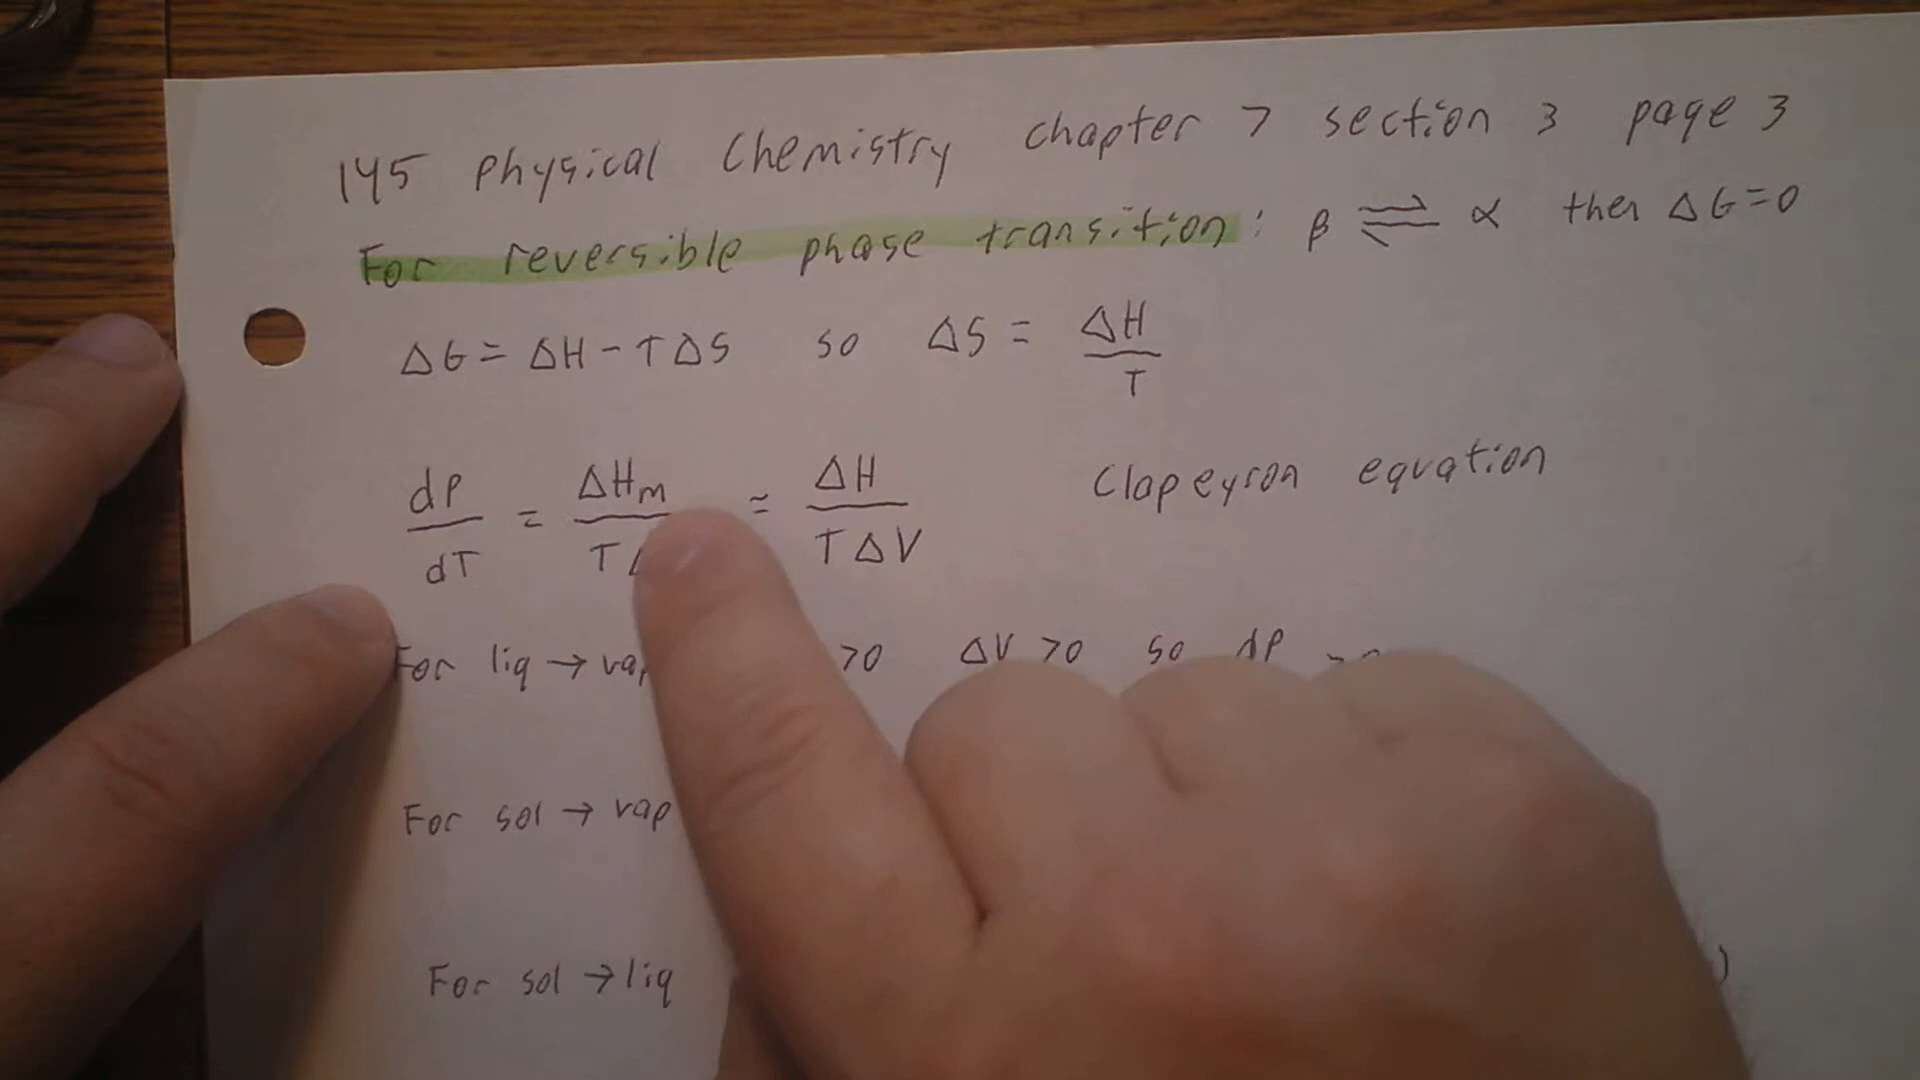 145 Physical Chemistry chapter 7 section 3 page 3
For reversible phase transition: β ⇌ α then ΔG=0
ΔG = ΔH - TΔS so ΔS = ΔH/T
dP/dT = ΔHm/TΔ = ΔH/TΔV Clapeyron equation
For liq → vap >0 ΔV >0 so dP
For sol → vap
For sol → liq